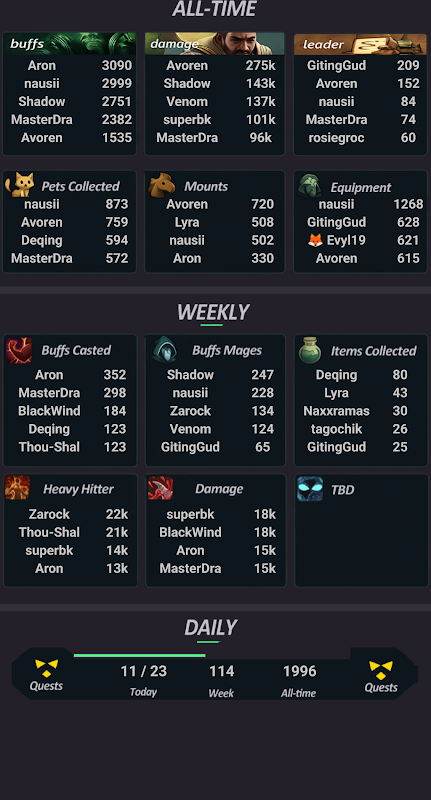 ALL-TIME
buffs
Aron 3090
nausii 2999
Shadow 2751
MasterDra 2382
Avoren 1535
damage
Avoren 275k
Shadow 143k
Venom 137k
superbk 101k
MasterDra 96k
leader
GitingGud 209
Avoren 152
nausii 84
MasterDra 74
rosiegroc 60
Pets Collected
nausii 873
Avoren 759
Deqing 594
MasterDra 572
Mounts
Avoren 720
Lyra 508
nausii 502
Aron 330
Equipment
nausii 1268
GitingGud 628
🦊 Evyl19 621
Avoren 615
WEEKLY
Buffs Casted
Aron 352
MasterDra 298
BlackWind 184
Deqing 123
Thou-Shal 123
Buffs Mages
Shadow 247
nausii 228
Zarock 134
Venom 124
GitingGud 65
Items Collected
Deqing 80
Lyra 43
Naxxramas 30
tagochik 26
GitingGud 25
Heavy Hitter
Zarock 22k
Thou-Shal 21k
superbk 14k
Aron 13k
Damage
superbk 18k
BlackWind 18k
Aron 15k
MasterDra 15k
TBD
DAILY
Quests
11 / 23 114 1996
Today Week All-time
Quests